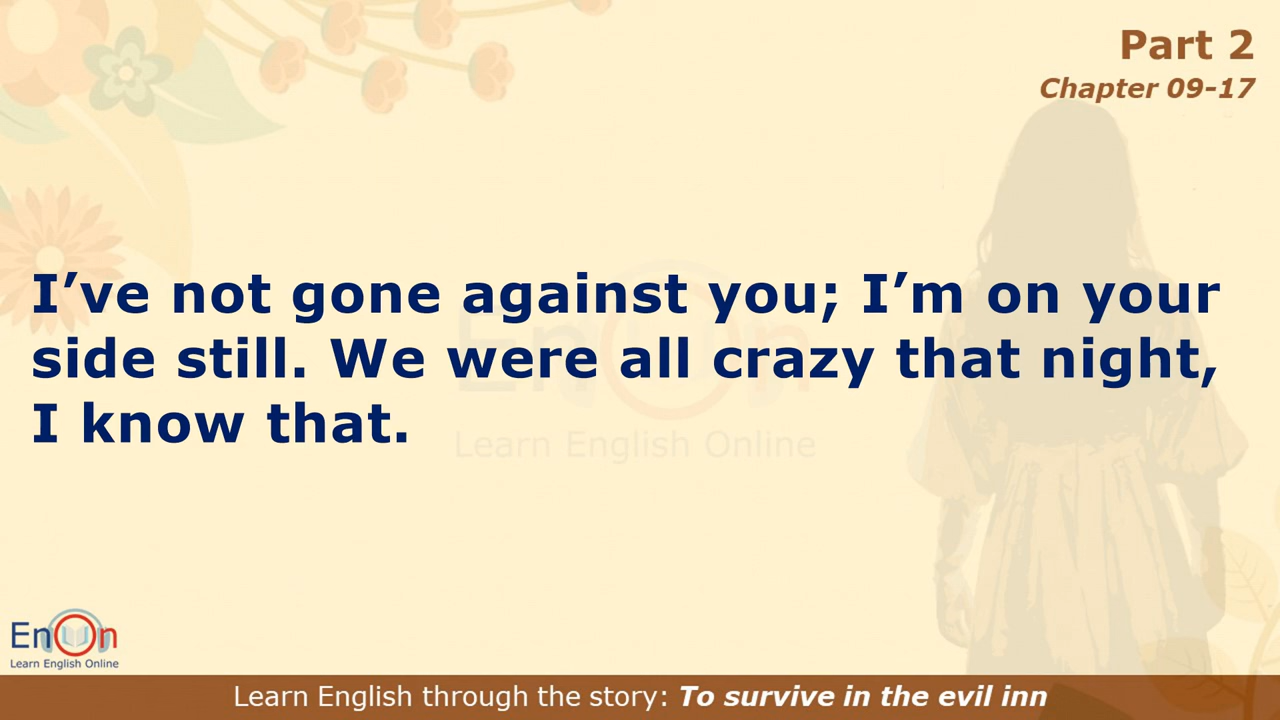 Part 2
Chapter 09-17
I’ve not gone against you; I’m on your
side still. We were all crazy that night,
I know that.
EnOn
Learn English Online
EnOn
Learn English Online
Learn English through the story: To survive in the evil inn